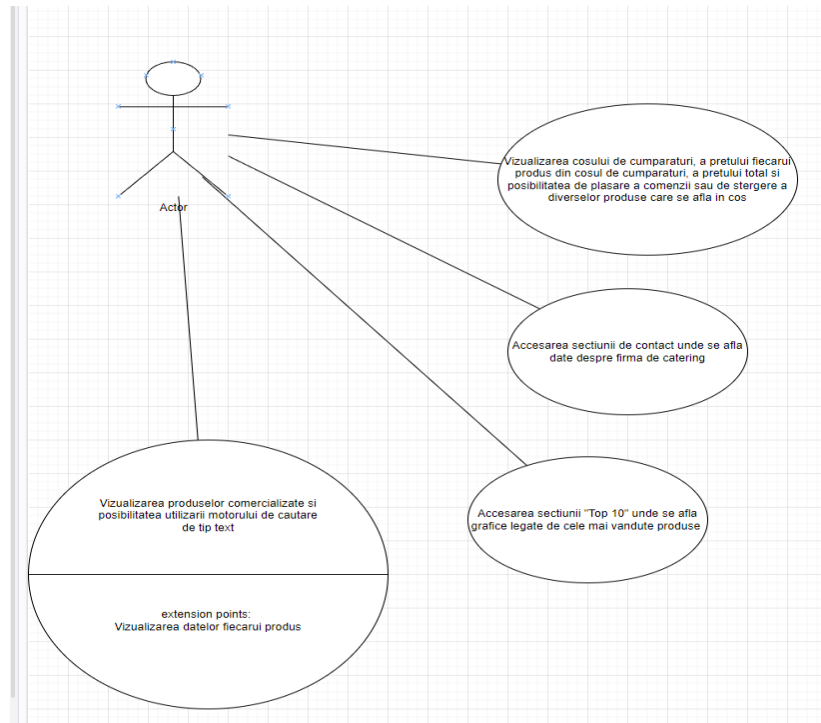 Actor
Vizualizarea cosului de cumparaturi, a pretului fiecarui
produs din cosul de cumparaturi, a pretului total si
posibilitatea de plasare a comenzii sau de stergere a
diverselor produse care se afla in cos
Accesarea sectiunii de contact unde se afla
date despre firma de catering
Accesarea sectiunii "Top 10" unde se afla
grafice legate de cele mai vandute produse
Vizualizarea produselor comercializate si
posibilitatea utilizarii motorului de cautare
de tip text
extension points:
Vizualizarea datelor fiecarui produs